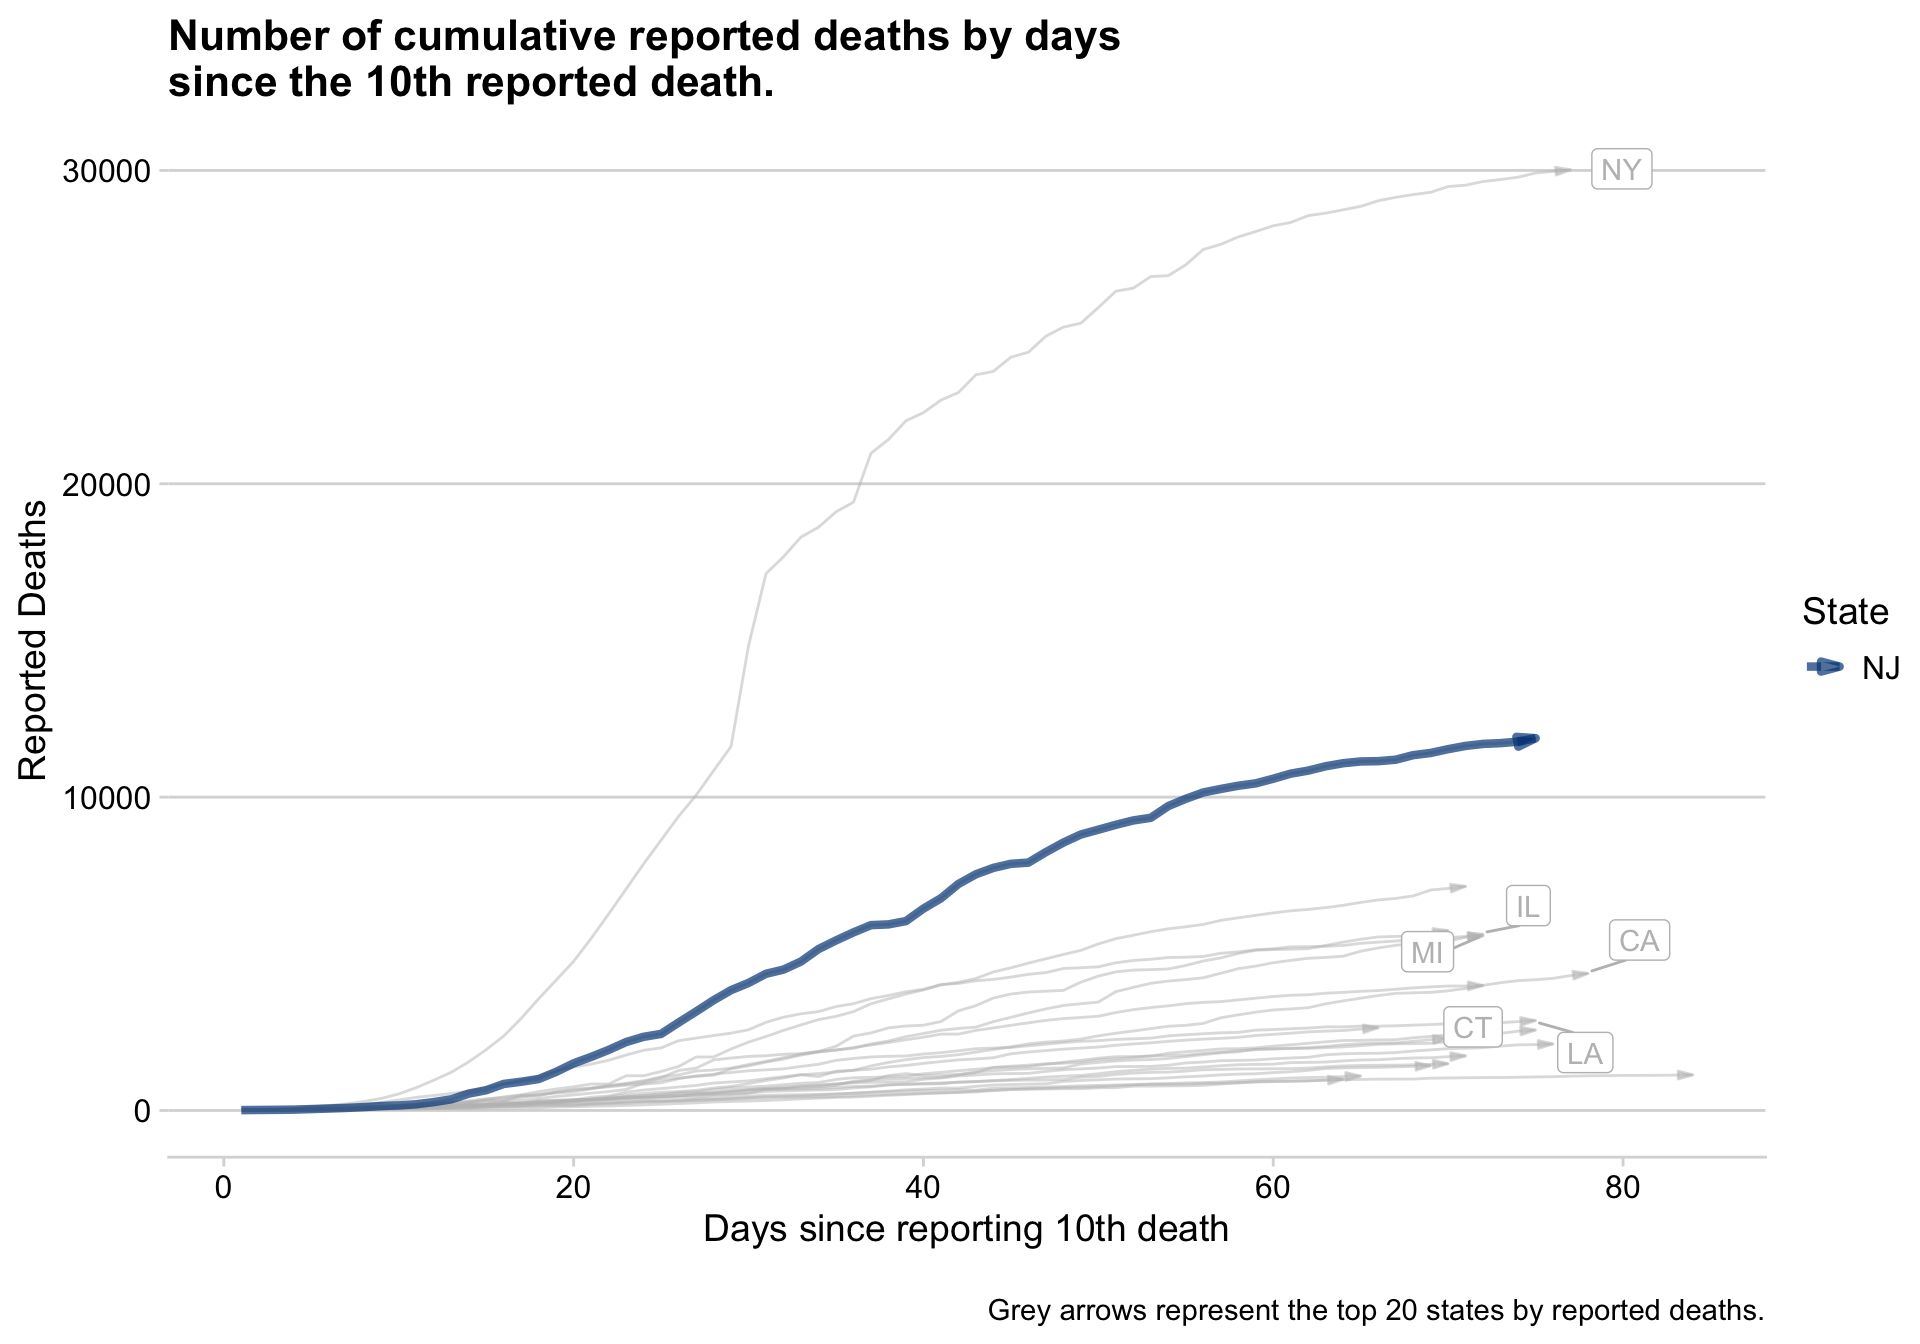 Number of cumulative reported deaths by days
since the 10th reported death.
30000
20000
10000
0
Reported Deaths
NY
IL
MI
CA
CT
LA
State
NJ
0 20 40 60 80
Days since reporting 10th death
Grey arrows represent the top 20 states by reported deaths.